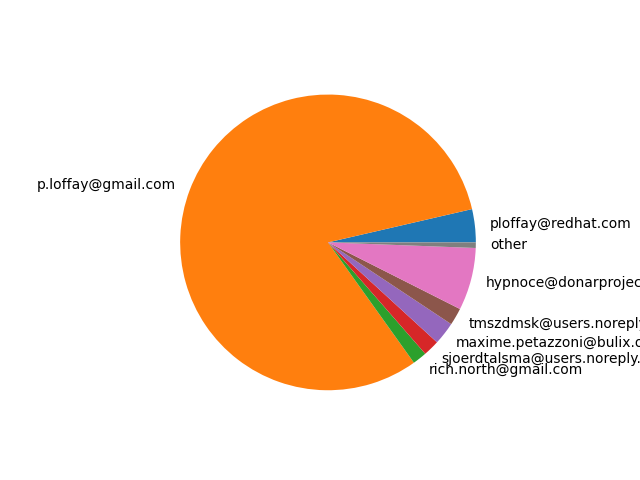 p.loffay@gmail.com
ploffay@redhat.com
other
hypnoce@donarprojec
tmszdmsk@users.noreply
maxime.petazzoni@bulix.o
sjoerdtalsma@users.noreply.
rich.north@gmail.com